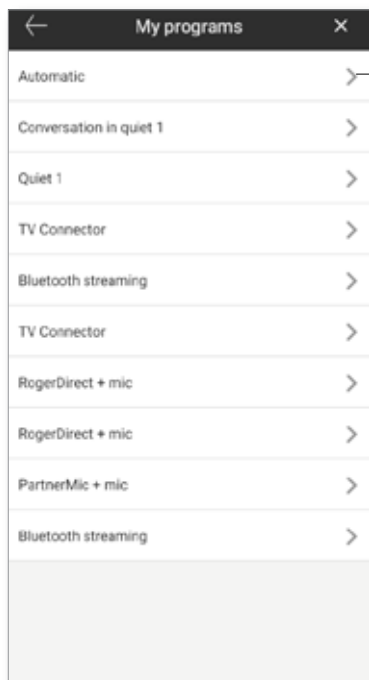 My programs
Automatic
Conversation in quiet 1
Quiet 1
TV Connector
Bluetooth streaming
TV Connector
RogerDirect + mic
RogerDirect + mic
PartnerMic + mic
Bluetooth streaming